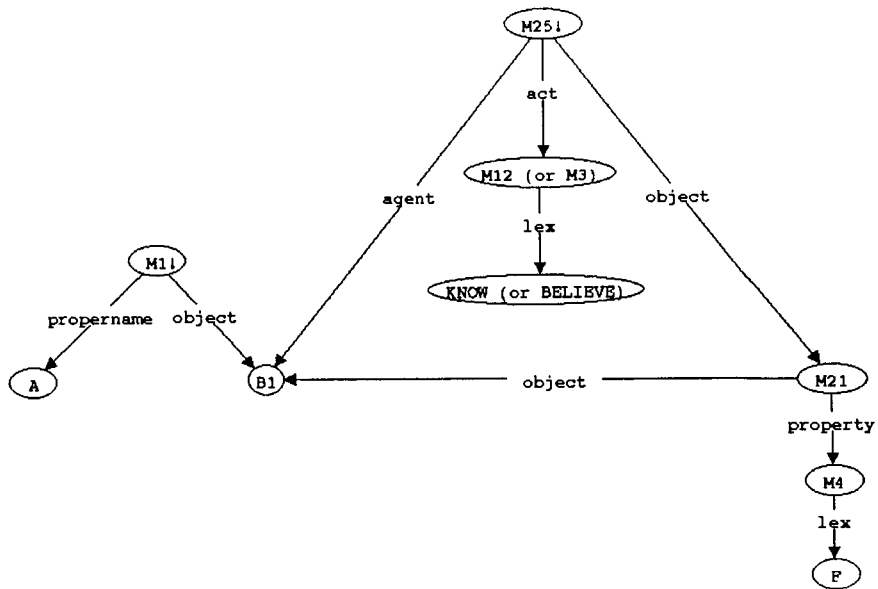 M25!
act
M12 (or M3)
agent
object
lex
M1!
KNOW (or BELIEVE)
propername
object
A
B1
object
M21
property
M4
lex
F